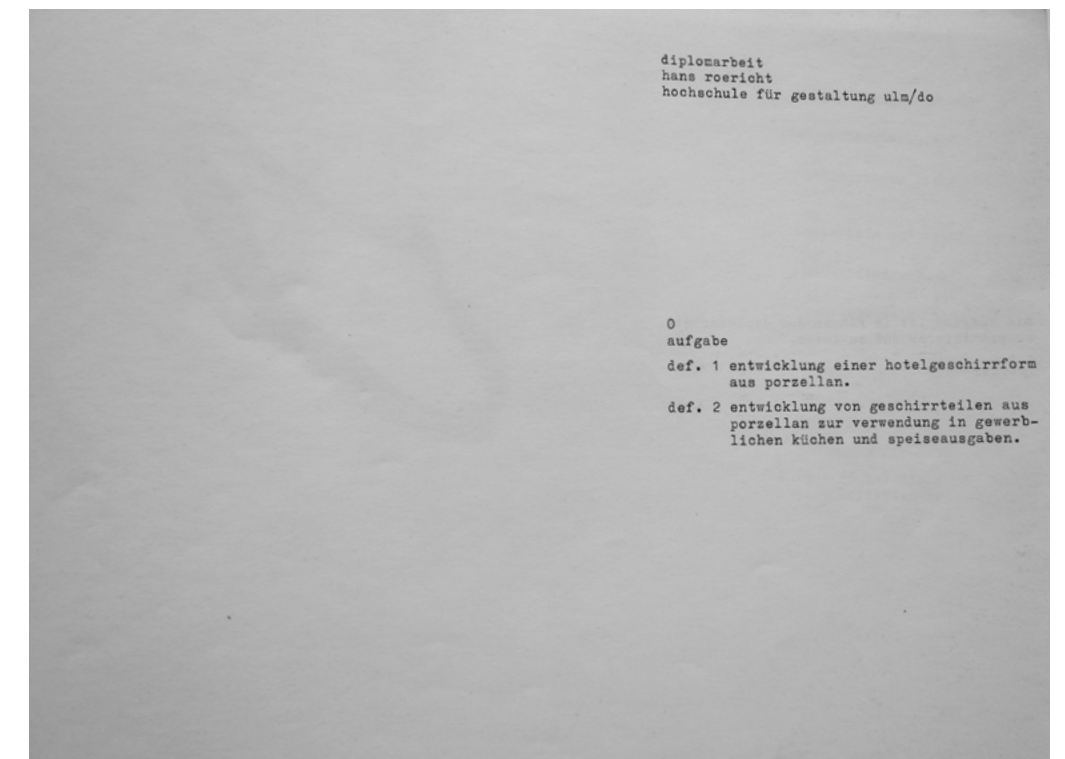 diplomarbeit
hans roericht
hochschule für gestaltung ulm/do
0
aufgabe
def. 1 entwicklung einer hotelgeschirrform
aus porzellan.
def. 2 entwicklung von geschirrteilen aus
porzellan zur verwendung in gewerb-
lichen küchen und speiseausgaben.